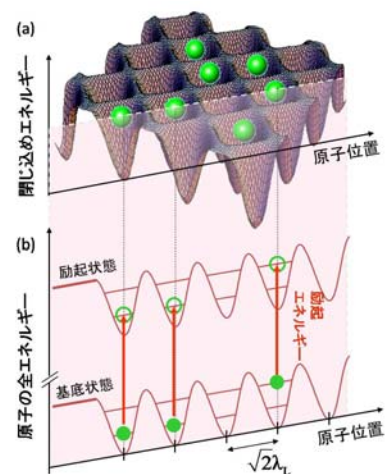 (a)
閉じ込めエネルギー
原子位置
(b)
原子の全エネルギー
励起状態
励起
エネルギー
基底状態
原子位置
√2λL